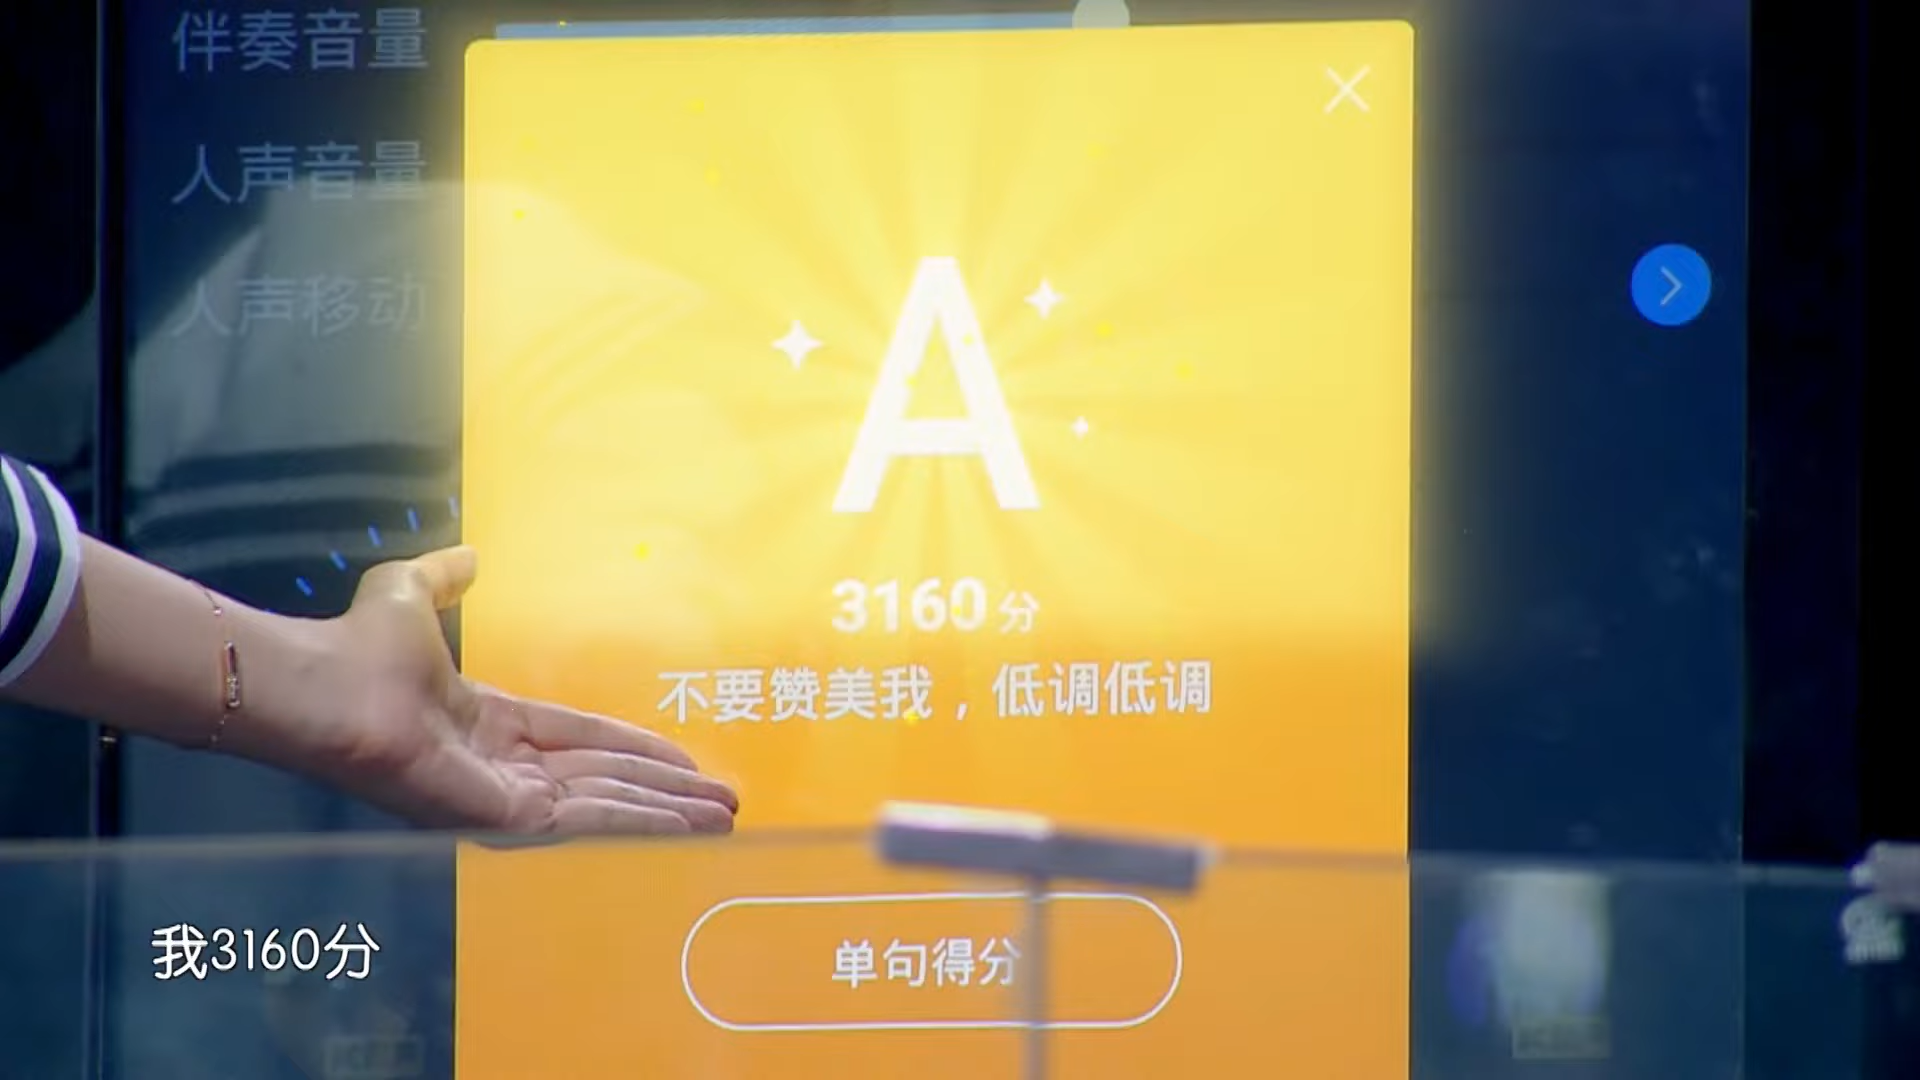 伴奏音量
人声音量
人声移动
A
3160分
不要赞美我，低调低调
单句得分
我3160分